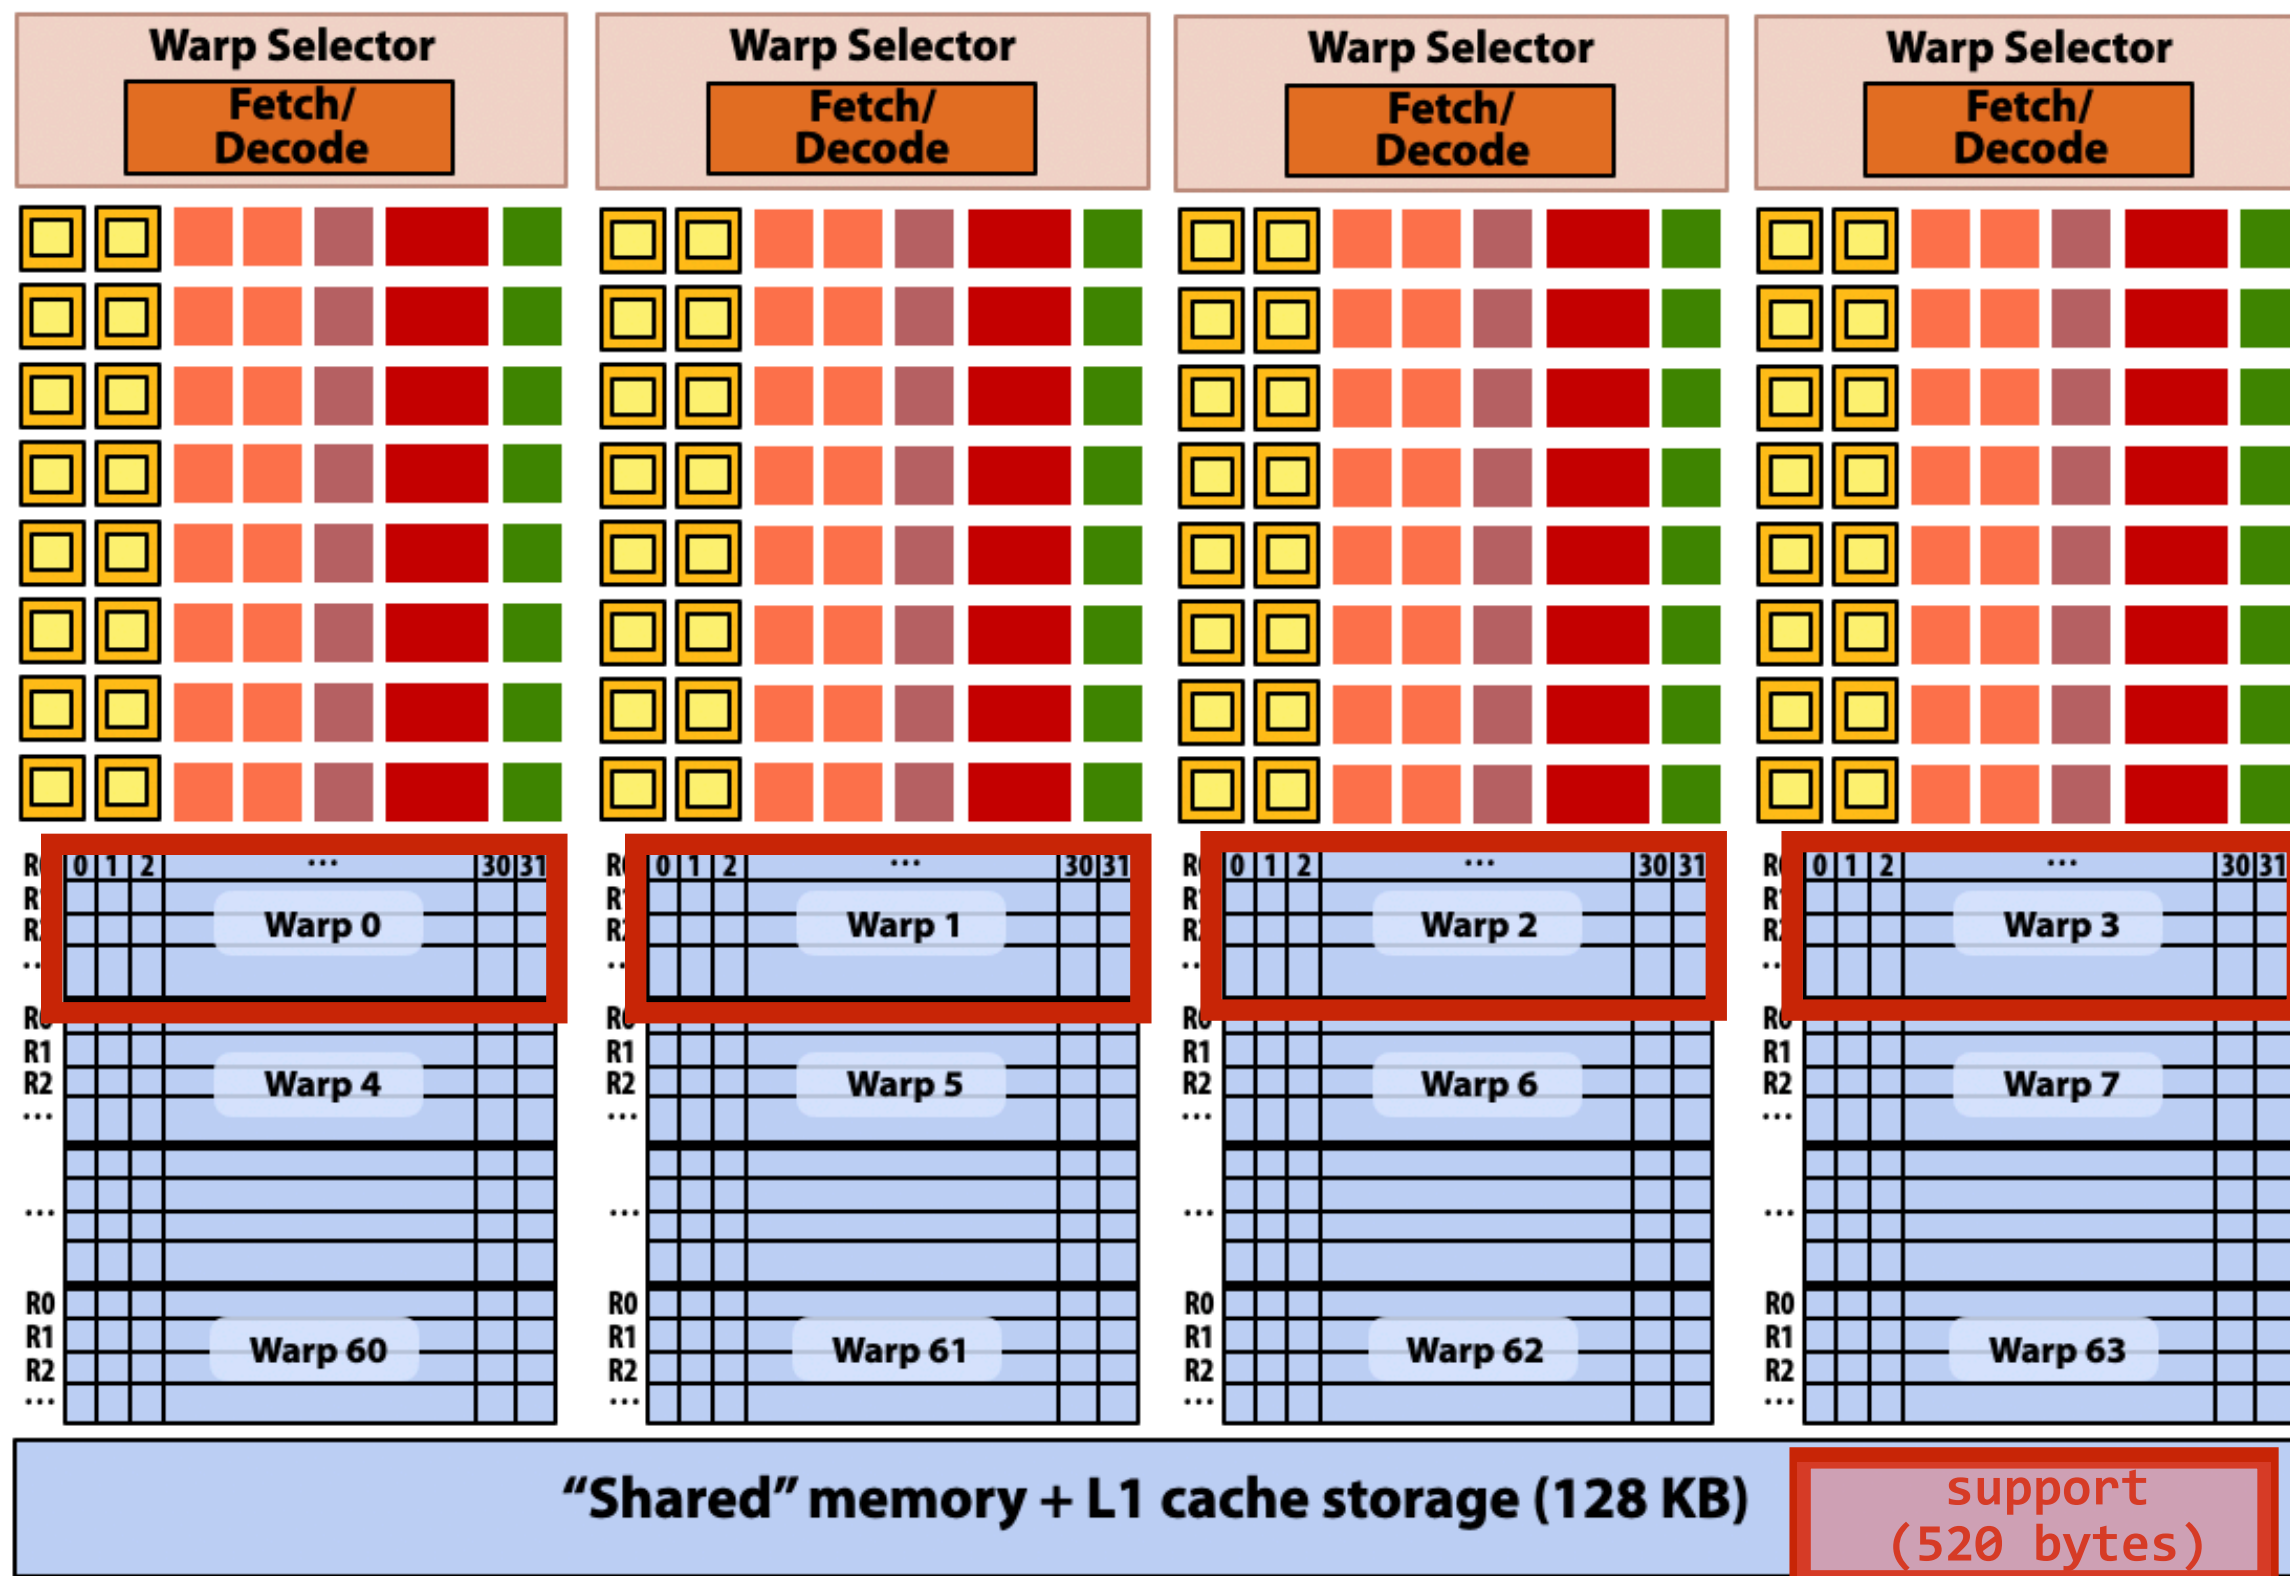 Warp Selector Warp Selector Warp Selector Warp Selector
Fetch/ Fetch/ Fetch/ Fetch/
Decode Decode Decode Decode
0 1 2 ... 30 31 0 1 2 ... 30 31 0 1 2 ... 30 31 0 1 2 ... 30 31
Warp 0 Warp 1 Warp 2 Warp 3
R1 R1 R1 R1
R2 Warp 4 R2 Warp 5 R2 Warp 6 R2 Warp 7
... ... ... ...
... ... ... ...
R0 R0 R0 R0
R1 Warp 60 R1 Warp 61 R1 Warp 62 R1 Warp 63
R2 R2 R2 R2
... ... ... ...
“Shared” memory + L1 cache storage (128 KB)
support
(520 bytes)